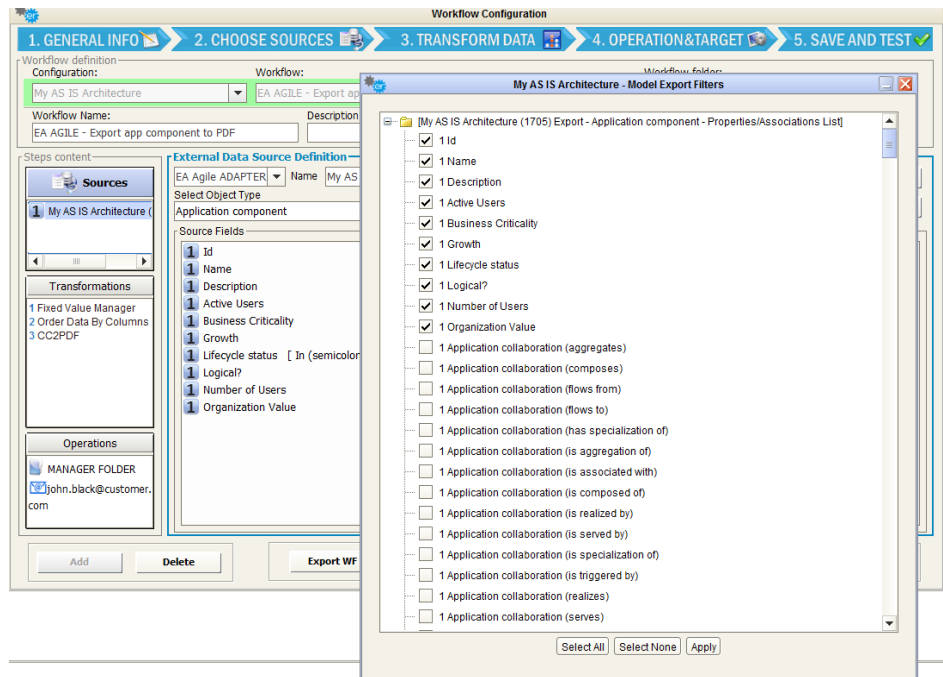 Workflow Configuration
1. GENERAL INFO
2. CHOOSE SOURCES
3. TRANSFORM DATA
4. OPERATION&TARGET
5. SAVE AND TEST
Workflow definition
Configuration:
Workflow:
Workflow folder:
My AS IS Architecture
EA AGILE - Export ap
Workflow Name:
Description
EA AGILE - Export app component to PDF
Steps content
Sources
1 My AS IS Architecture (
Transformations
1 Fixed Value Manager
2 Order Data By Columns
3 CC2PDF
Operations
MANAGER FOLDER
john.black@customer.
com
External Data Source Definition
EA Agile ADAPTER
Name
My AS
Select Object Type
Application component
Source Fields
1 Id
1 Name
1 Description
1 Active Users
1 Business Criticality
1 Growth
1 Lifecycle status [ In (semicolon
1 Logical?
1 Number of Users
1 Organization Value
Add
Delete
Export WF
My AS IS Architecture - Model Export Filters
[My AS IS Architecture (1705) Export - Application component - Properties/Associations List]
1 Id
1 Name
1 Description
1 Active Users
1 Business Criticality
1 Growth
1 Lifecycle status
1 Logical?
1 Number of Users
1 Organization Value
1 Application collaboration (aggregates)
1 Application collaboration (composes)
1 Application collaboration (flows from)
1 Application collaboration (flows to)
1 Application collaboration (has specialization of)
1 Application collaboration (is aggregation of)
1 Application collaboration (is associated with)
1 Application collaboration (is composed of)
1 Application collaboration (is realized by)
1 Application collaboration (is served by)
1 Application collaboration (is specialization of)
1 Application collaboration (is triggered by)
1 Application collaboration (realizes)
1 Application collaboration (serves)
Select All
Select None
Apply